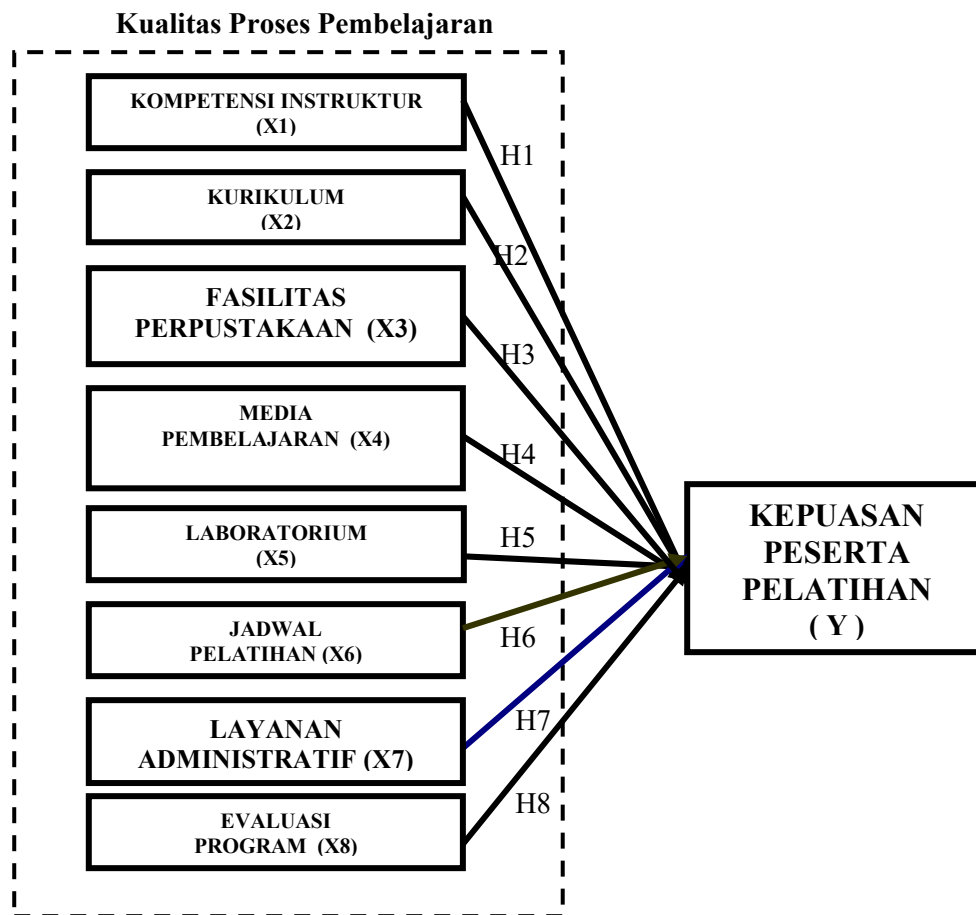 Kualitas Proses Pembelajaran
KOMPETENSI INSTRUKTUR
(X1)
H1
KURIKULUM
(X2)
H2
FASILITAS
PERPUSTAKAAN (X3)
H3
MEDIA
PEMBELAJARAN (X4)
H4
LABORATORIUM
(X5)
H5
JADWAL
PELATIHAN (X6)
H6
LAYANAN
ADMINISTRATIF (X7)
H7
EVALUASI
PROGRAM (X8)
H8
KEPUASAN
PESERTA
PELATIHAN
( Y )